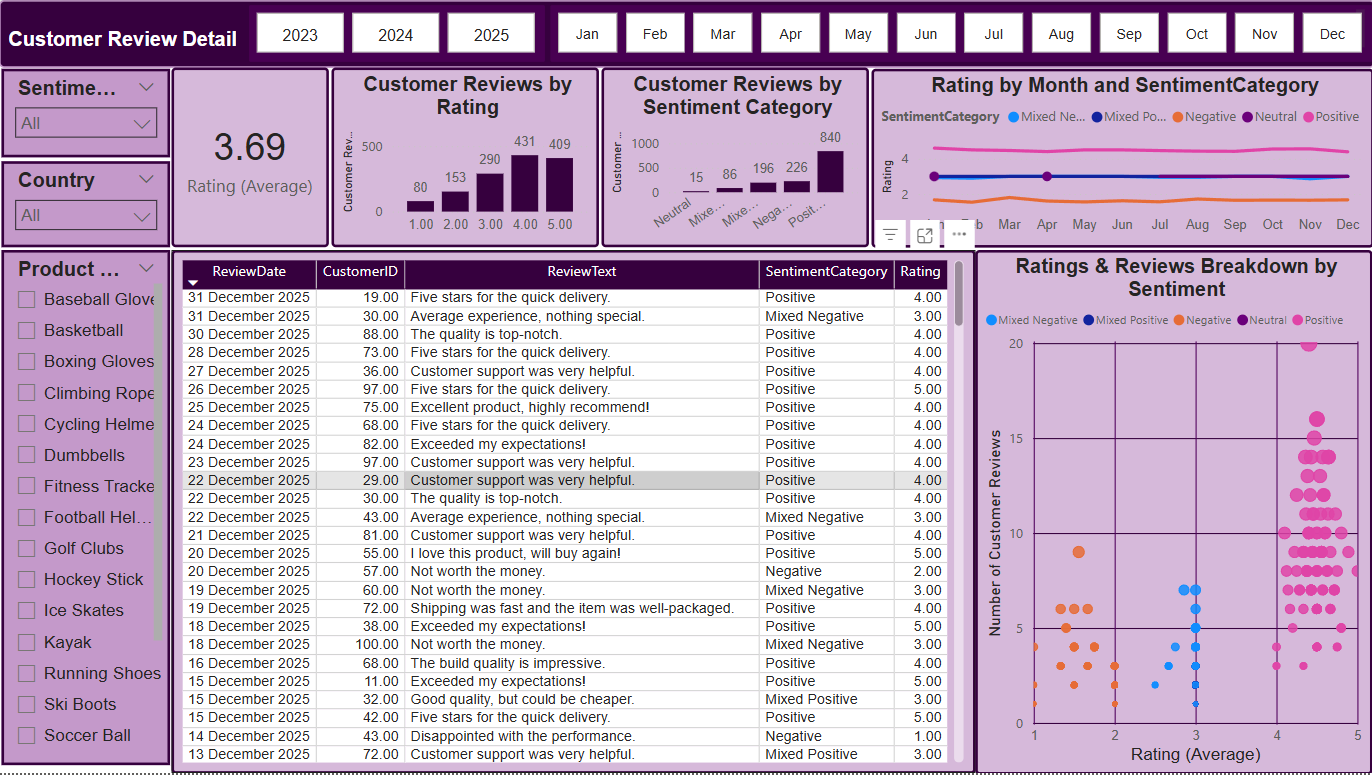 Customer Review Detail
2023 2024 2025 Jan Feb Mar Apr May Jun Jul Aug Sep Oct Nov Dec
Sentime...
All
Country
All
Product ...
Baseball Glove
Basketball
Boxing Gloves
Climbing Rope
Cycling Helme
Dumbbells
Fitness Tracke
Football Hel...
Golf Clubs
Hockey Stick
Ice Skates
Kayak
Running Shoes
Ski Boots
Soccer Ball
3.69
Rating (Average)
Customer Reviews by
Rating
Customer Rev...
500
0
80 153 290 431 409
1.00 2.00 3.00 4.00 5.00
Customer Reviews by
Sentiment Category
Customer ...
1000
500
0
15 86 196 226 840
Neutral Mixe... Mixe... Nega... Posit...
Rating by Month and SentimentCategory
SentimentCategory Mixed Ne... Mixed Po... Negative Neutral Positive
Rating
4
2
Mar Apr May Jun Jul Aug Sep Oct Nov Dec
ReviewDate CustomerID ReviewText SentimentCategory Rating
31 December 2025 19.00 Five stars for the quick delivery. Positive 4.00
31 December 2025 30.00 Average experience, nothing special. Mixed Negative 3.00
30 December 2025 88.00 The quality is top-notch. Positive 4.00
28 December 2025 73.00 Five stars for the quick delivery. Positive 4.00
27 December 2025 36.00 Customer support was very helpful. Positive 4.00
26 December 2025 97.00 Five stars for the quick delivery. Positive 5.00
25 December 2025 75.00 Excellent product, highly recommend! Positive 4.00
24 December 2025 68.00 Five stars for the quick delivery. Positive 4.00
24 December 2025 82.00 Exceeded my expectations! Positive 4.00
23 December 2025 97.00 Customer support was very helpful. Positive 4.00
22 December 2025 29.00 Customer support was very helpful. Positive 4.00
22 December 2025 30.00 The quality is top-notch. Positive 4.00
22 December 2025 43.00 Average experience, nothing special. Mixed Negative 3.00
21 December 2025 81.00 Customer support was very helpful. Positive 4.00
20 December 2025 55.00 I love this product, will buy again! Positive 5.00
20 December 2025 57.00 Not worth the money. Negative 2.00
19 December 2025 60.00 Not worth the money. Mixed Negative 3.00
19 December 2025 72.00 Shipping was fast and the item was well-packaged. Positive 4.00
18 December 2025 38.00 Exceeded my expectations! Positive 5.00
18 December 2025 100.00 Not worth the money. Mixed Negative 3.00
16 December 2025 68.00 The build quality is impressive. Positive 4.00
15 December 2025 11.00 Exceeded my expectations! Positive 5.00
15 December 2025 32.00 Good quality, but could be cheaper. Mixed Positive 3.00
15 December 2025 42.00 Five stars for the quick delivery. Positive 5.00
14 December 2025 43.00 Disappointed with the performance. Negative 1.00
13 December 2025 72.00 Customer support was very helpful. Mixed Positive 3.00
Ratings & Reviews Breakdown by
Sentiment
Mixed Negative Mixed Positive Negative Neutral Positive
Number of Customer Reviews
20
15
10
5
0
1 2 3 4 5
Rating (Average)